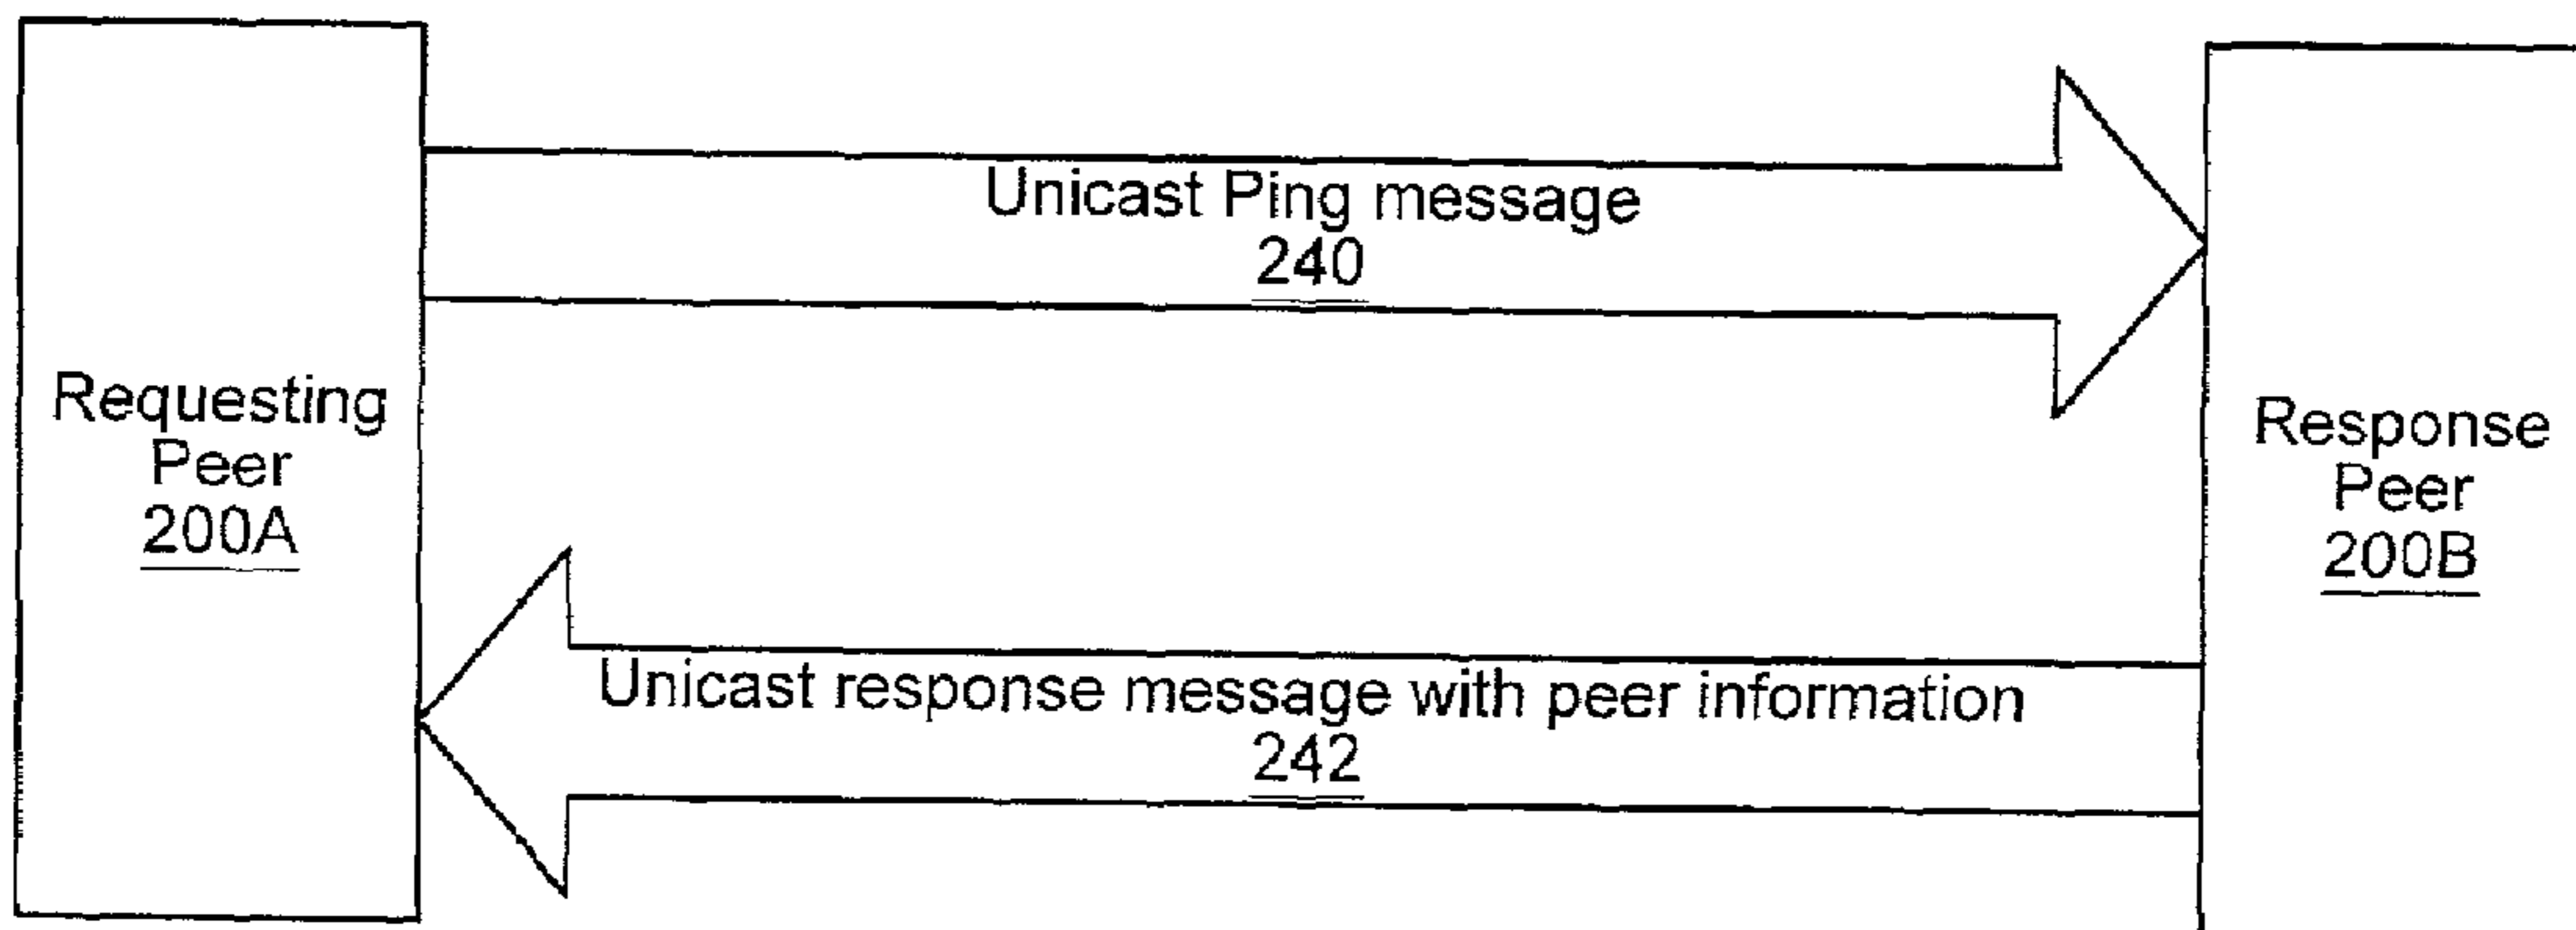 Unicast Ping message
240
Requesting
Peer
200A
Response
Peer
200B
Unicast response message with peer information
242